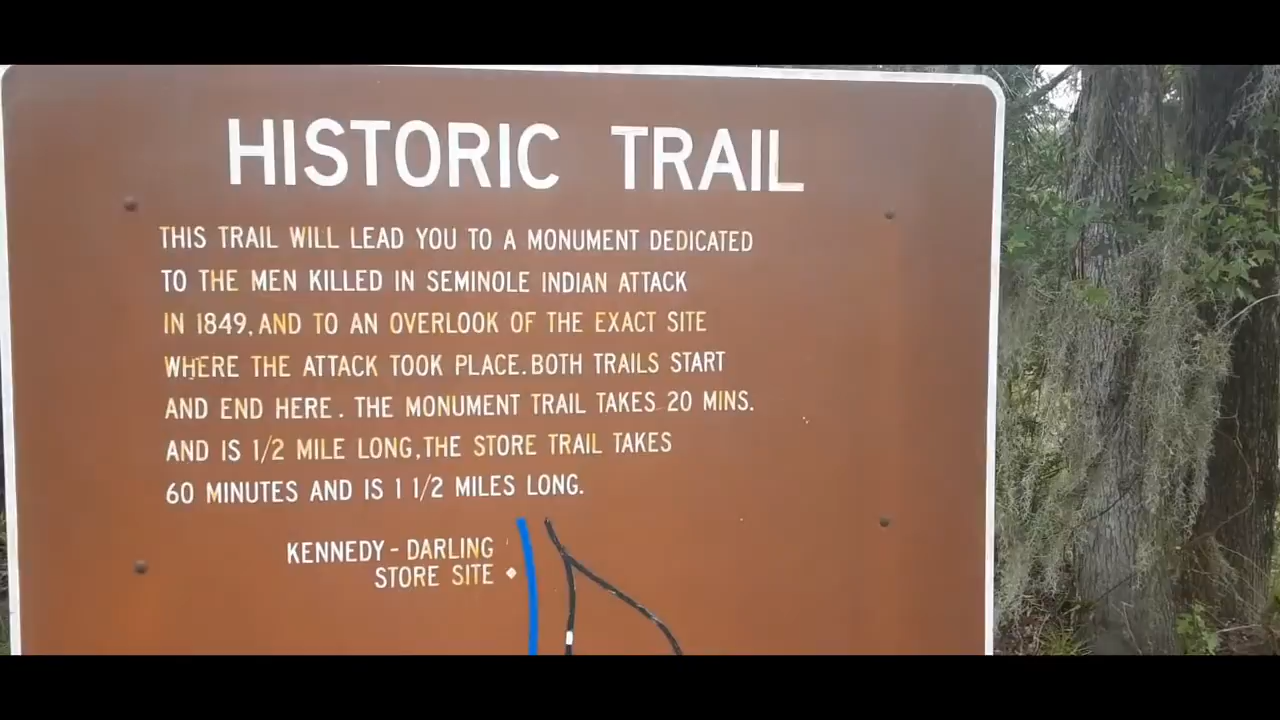 HISTORIC TRAIL
THIS TRAIL WILL LEAD YOU TO A MONUMENT DEDICATED
TO THE MEN KILLED IN SEMINOLE INDIAN ATTACK
IN 1849, AND TO AN OVERLOOK OF THE EXACT SITE
WHERE THE ATTACK TOOK PLACE. BOTH TRAILS START
AND END HERE. THE MONUMENT TRAIL TAKES 20 MINS.
AND IS 1/2 MILE LONG, THE STORE TRAIL TAKES
60 MINUTES AND IS 1 1/2 MILES LONG.
KENNEDY - DARLING
STORE SITE